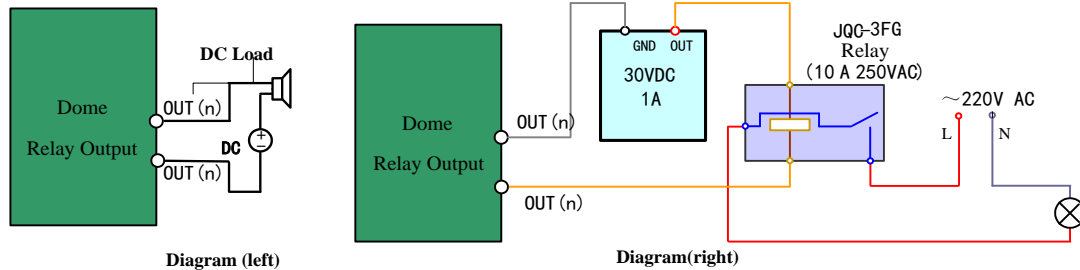 DC Load
Dome
Relay Output
OUT(n)
DC
OUT(n)
Diagram (left)
Dome
Relay Output
OUT(n)
OUT(n)
GND OUT
30VDC
1A
JQC-3FG
Relay
(10 A 250VAC)
~220V AC
L N
Diagram(right)